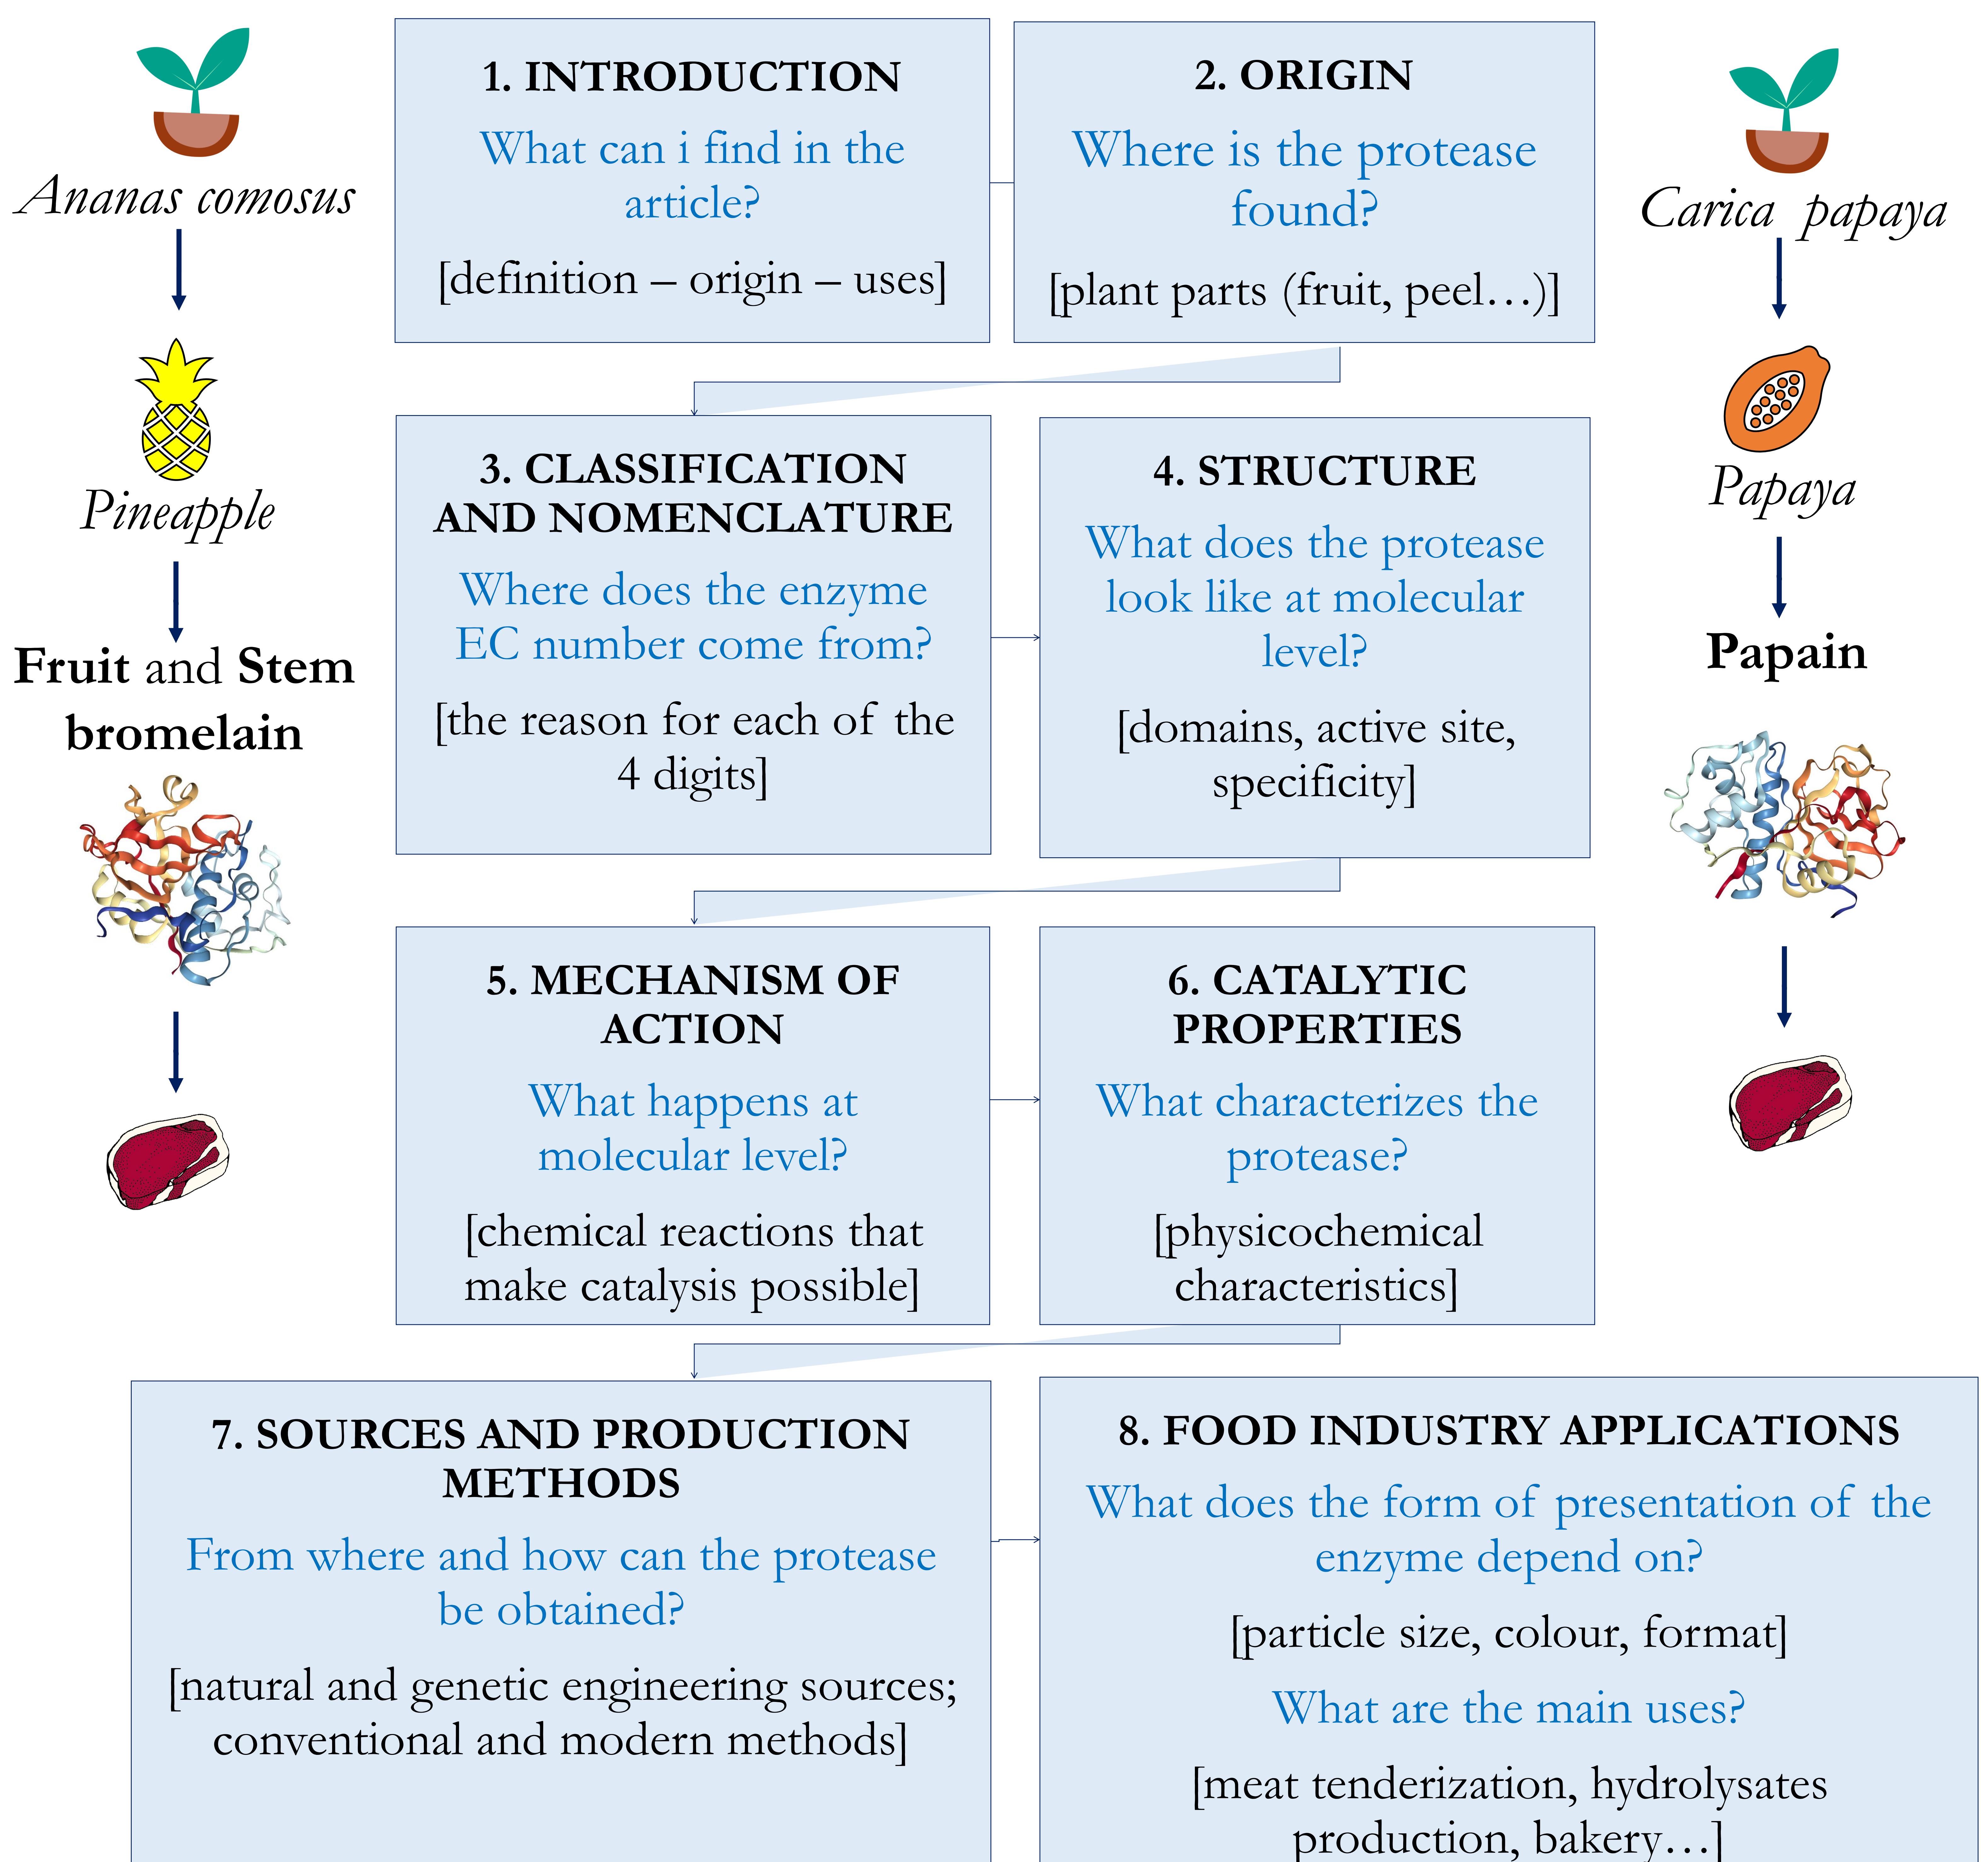 Ananas comosus
Pineapple
Fruit and Stem
bromelain
1. INTRODUCTION
What can i find in the
article?
[definition – origin – uses]
2. ORIGIN
Where is the protease
found?
[plant parts (fruit, peel…)]
3. CLASSIFICATION
AND NOMENCLATURE
Where does the enzyme
EC number come from?
[the reason for each of the
4 digits]
4. STRUCTURE
What does the protease
look like at molecular
level?
[domains, active site,
specificity]
5. MECHANISM OF
ACTION
What happens at
molecular level?
[chemical reactions that
make catalysis possible]
6. CATALYTIC
PROPERTIES
What characterizes the
protease?
[physicochemical
characteristics]
7. SOURCES AND PRODUCTION
METHODS
From where and how can the protease
be obtained?
[natural and genetic engineering sources;
conventional and modern methods]
8. FOOD INDUSTRY APPLICATIONS
What does the form of presentation of the
enzyme depend on?
[particle size, colour, format]
What are the main uses?
[meat tenderization, hydrolysates
production, bakery…]
Carica papaya
Papaya
Papain